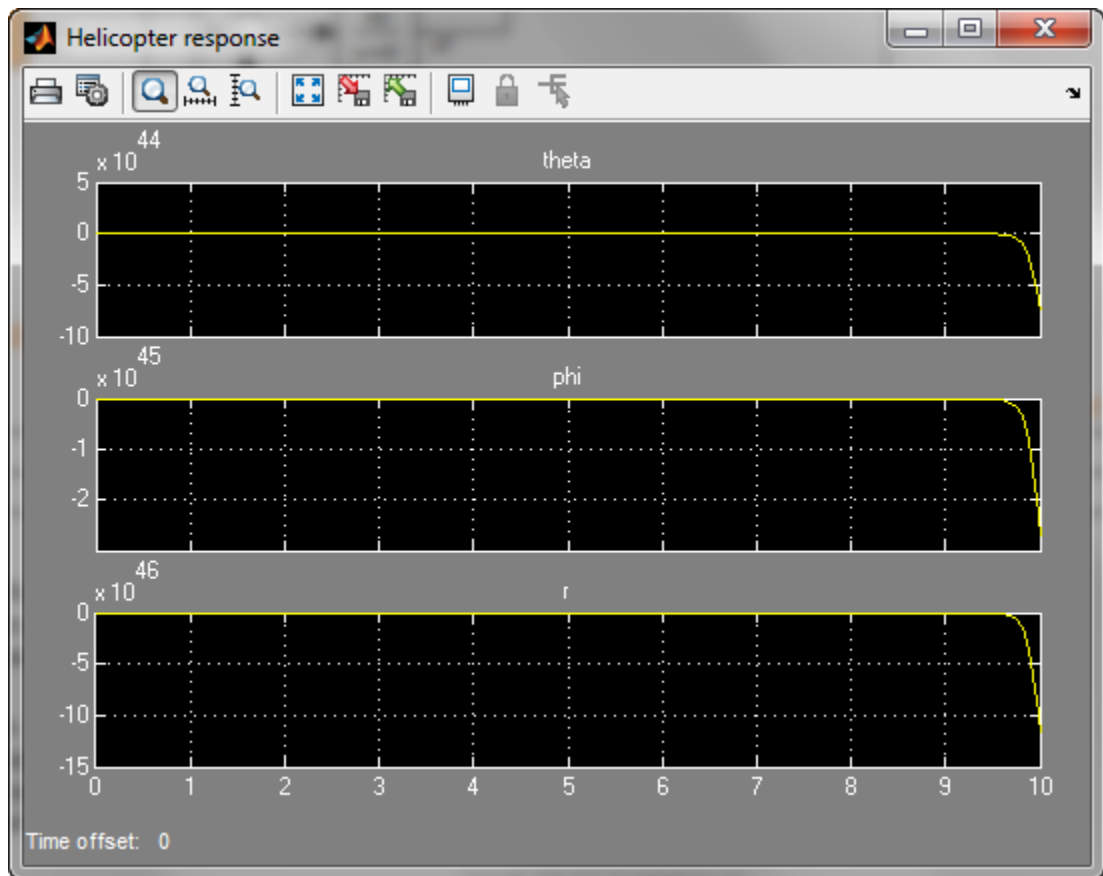 Helicopter response
x 10^44
theta
5
0
-5
-10
x 10^45
phi
0
-1
-2
x 10^46
r
0
-5
-10
-15
0 1 2 3 4 5 6 7 8 9 10
Time offset: 0